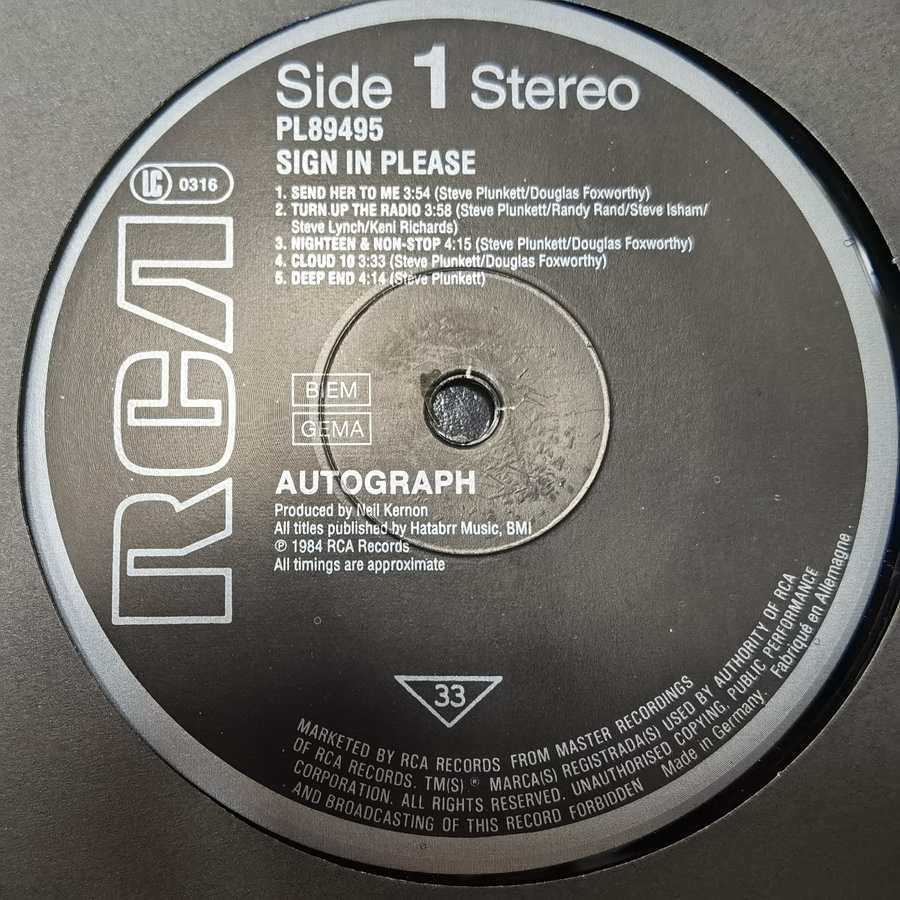 Side 1 Stereo
PL89495
SIGN IN PLEASE
LC 0316
1. SEND HER TO ME 3:54 (Steve Plunkett/Douglas Foxworthy)
2. TURN UP THE RADIO 3:58 (Steve Plunkett/Randy Rand/Steve Isham/
Steve Lynch/Keni Richards)
3. NIGHTEEN & NON-STOP 4:15 (Steve Plunkett/Douglas Foxworthy)
4. CLOUD 10 3:33 (Steve Plunkett/Douglas Foxworthy)
5. DEEP END 4:14 (Steve Plunkett)
RCA
BIEM
GEMA
AUTOGRAPH
Produced by Neil Kernon
All titles published by Hatabrr Music, BMI
℗ 1984 RCA Records
All timings are approximate
33
MARKETED BY RCA RECORDS FROM MASTER RECORDINGS
OF RCA RECORDS. TM(S) ® MARCA(S) REGISTRADA(S) USED BY AUTHORITY OF RCA
CORPORATION. ALL RIGHTS RESERVED. UNAUTHORISED COPYING, PUBLIC PERFORMANCE
AND BROADCASTING OF THIS RECORD FORBIDDEN Made in Germany. Fabriqué en Allemagne.